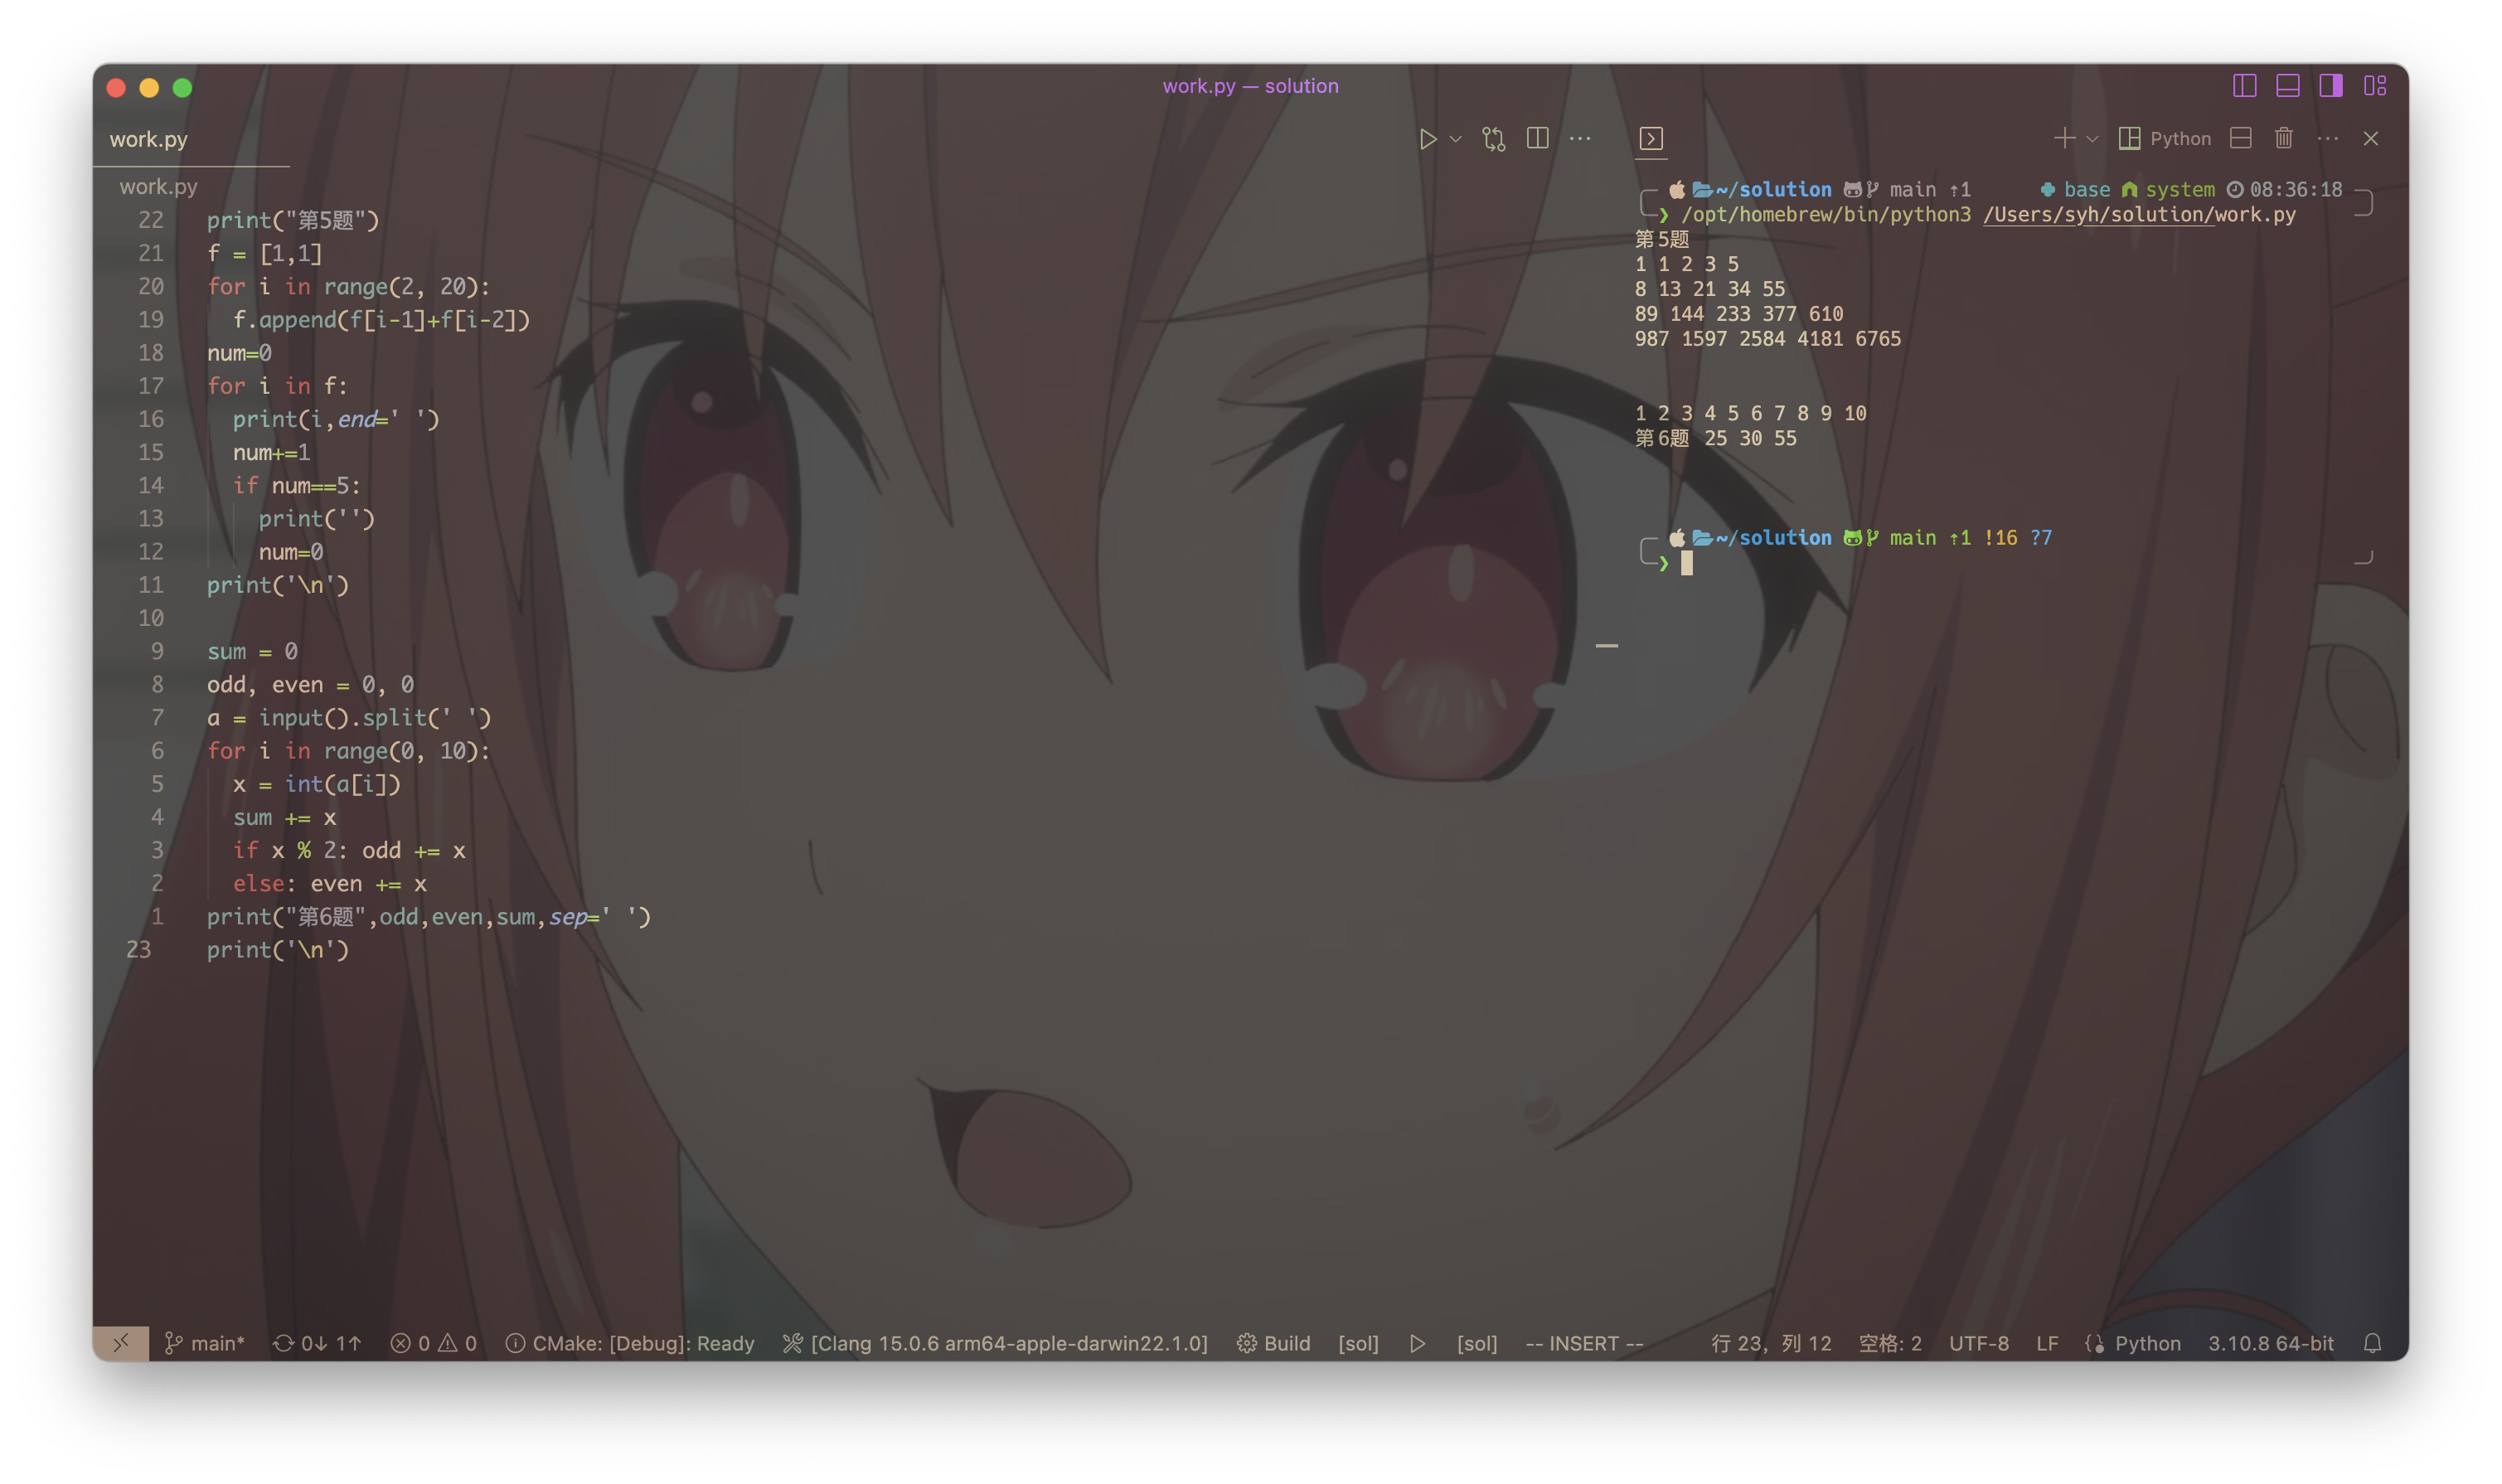 work.py — solution
work.py
work.py
22 print("第5题")
21 f = [1,1]
20 for i in range(2, 20):
19   f.append(f[i-1]+f[i-2])
18 num=0
17 for i in f:
16   print(i,end=' ')
15   num+=1
14   if num==5:
13     print('')
12     num=0
11 print('\n')
10
9 sum = 0
8 odd, even = 0, 0
7 a = input().split(' ')
6 for i in range(0, 10):
5   x = int(a[i])
4   sum += x
3   if x % 2: odd += x
2   else: even += x
1 print("第6题",odd,even,sum,sep=' ')
23 print('\n')
Python
~/solution main ⇡1 base system 08:36:18
❯ /opt/homebrew/bin/python3 /Users/syh/solution/work.py
第5题
1 1 2 3 5
8 13 21 34 55
89 144 233 377 610
987 1597 2584 4181 6765
1 2 3 4 5 6 7 8 9 10
第6题 25 30 55
~/solution main ⇡1 !16 ?7
❯
main* 0↓ 1↑ 0 0 CMake: [Debug]: Ready [Clang 15.0.6 arm64-apple-darwin22.1.0] Build [sol] [sol] -- INSERT -- 行 23, 列 12 空格: 2 UTF-8 LF Python 3.10.8 64-bit